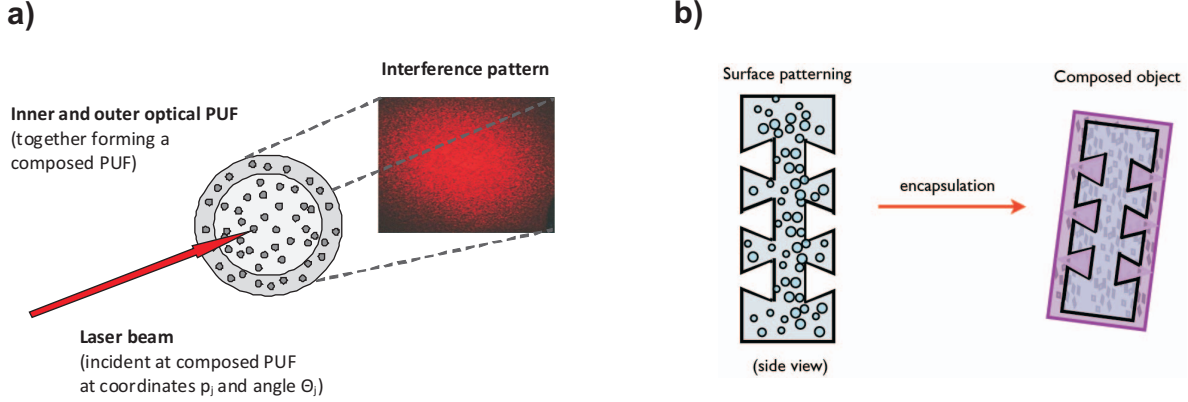 a)
Interference pattern
Inner and outer optical PUF
(together forming a
composed PUF)
Laser beam
(incident at composed PUF
at coordinates pj and angle Θj)
b)
Surface patterning
Composed object
encapsulation
(side view)